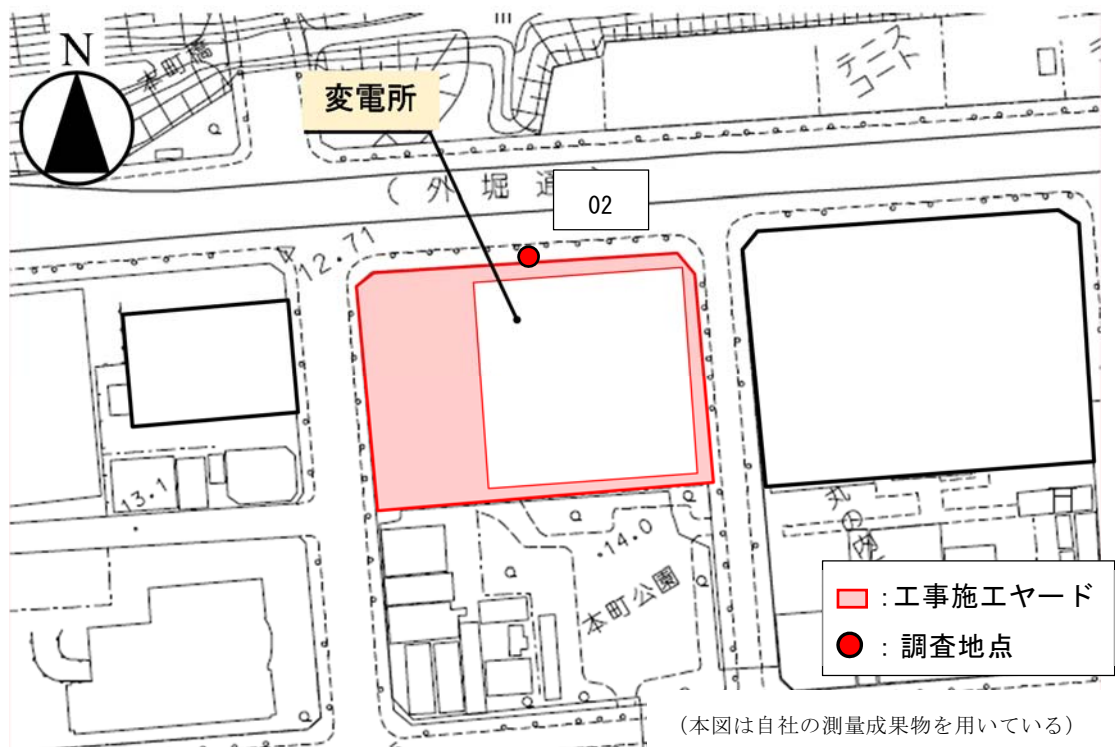 N
本町橋
テニス
コート
変電所
(外堀通)
02
12.71
13.1
14.0
本町公園
丸の内
:工事施工ヤード
:調査地点
(本図は自社の測量成果物を用いている)